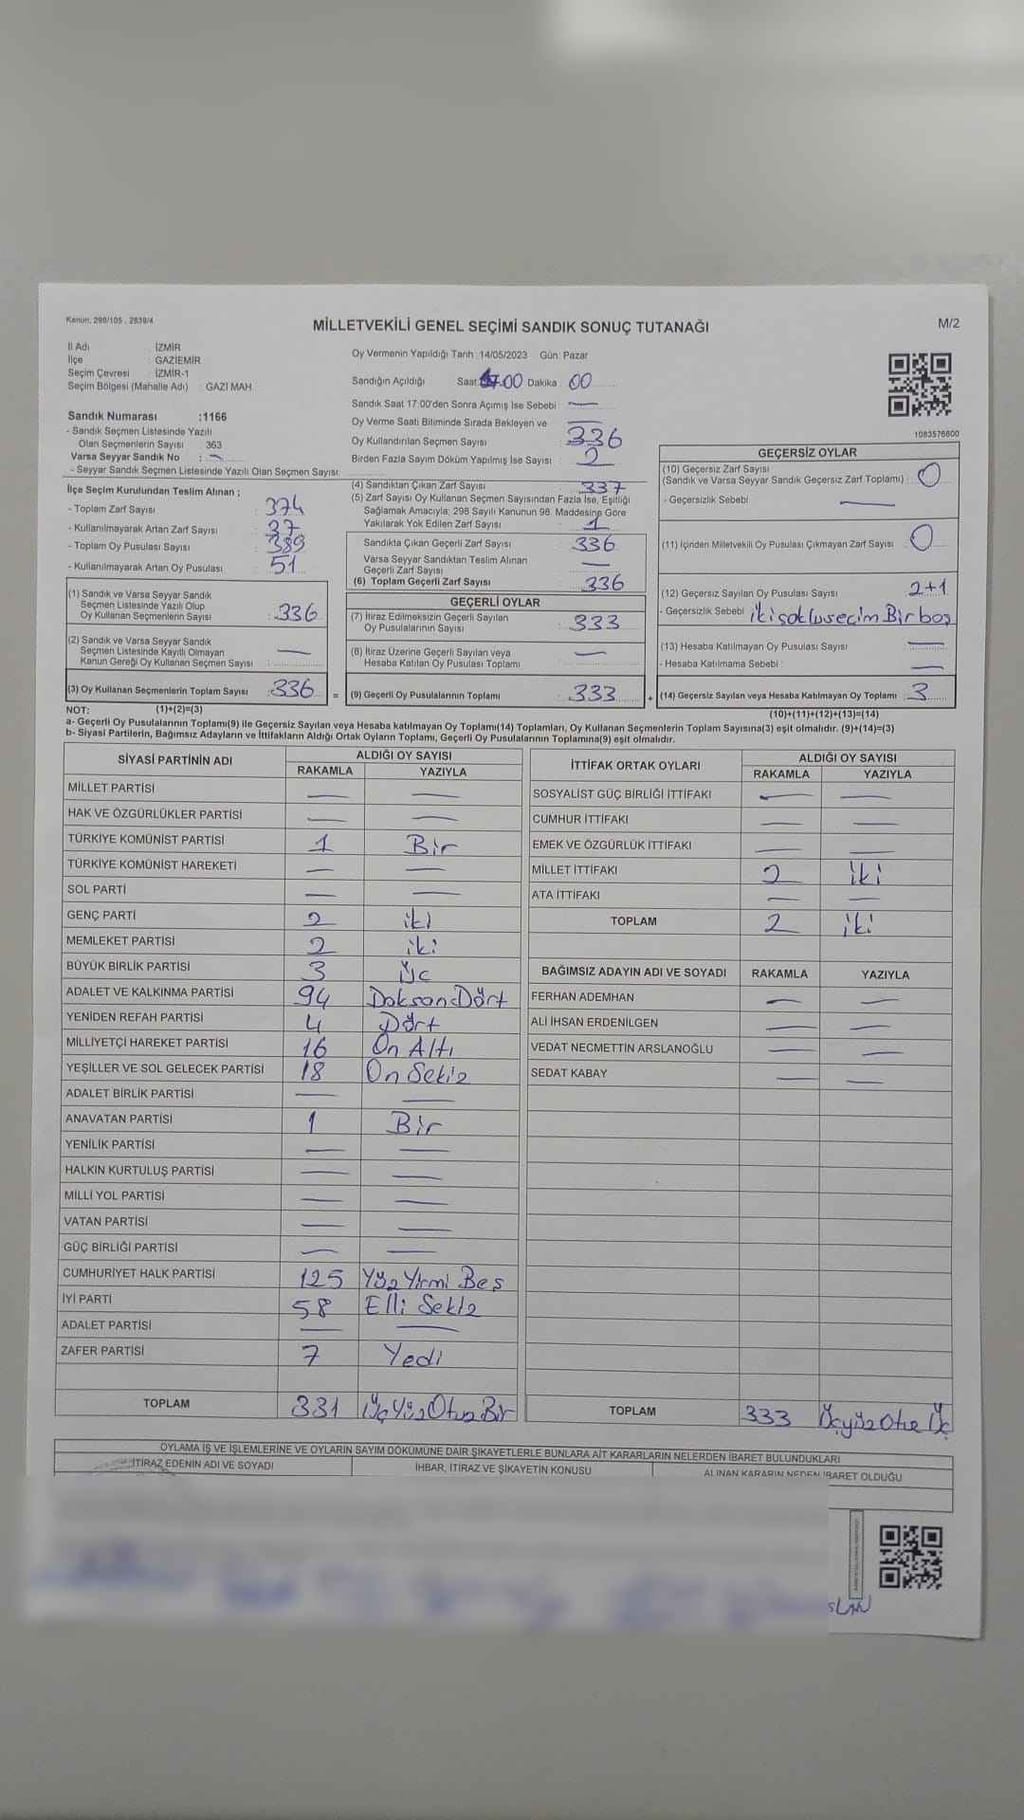 Kanun, 298/105 , 2839/4
MİLLETVEKİLİ GENEL SEÇİMİ SANDIK SONUÇ TUTANAĞI
M/2
İl Adı : İZMİR
İlçe : GAZİEMİR
Seçim Çevresi : İZMİR-1
Seçim Bölgesi (Mahalle Adı) : GAZİ MAH.
Oy Vermenin Yapıldığı Tarih :14/05/2023 Gün: Pazar
Sandığın Açıldığı Saat 17.00 Dakika 00
Sandık Saat 17:00'den Sonra Açımış İse Sebebi —
Oy Verme Saati Bitiminde Sırada Bekleyen ve
Oy Kullandırılan Seçmen Sayısı
336
Birden Fazla Sayım Döküm Yapılmış İse Sayısı 2
Sandık Numarası :1166
- Sandık Seçmen Listesinde Yazılı
Olan Seçmenlerin Sayısı 363
Varsa Seyyar Sandık No : —
- Seyyar Sandık Seçmen Listesinde Yazılı Olan Seçmen Sayısı:
1083576600
İlçe Seçim Kurulundan Teslim Alınan ;
- Toplam Zarf Sayısı : 374
- Kullanılmayarak Artan Zarf Sayısı : 37
- Toplam Oy Pusulası Sayısı : 389
- Kullanılmayarak Artan Oy Pusulası : 51
(1) Sandık ve Varsa Seyyar Sandık
Seçmen Listesinde Yazılı Olup
Oy Kullanan Seçmenlerin Sayısı : 336
(2) Sandık ve Varsa Seyyar Sandık
Seçmen Listesinde Kayıtlı Olmayan
Kanun Gereği Oy Kullanan Seçmen Sayısı : —
(3) Oy Kullanan Seçmenlerin Toplam Sayısı : 336 =
(4) Sandıktan Çıkan Zarf Sayısı : 337
(5) Zarf Sayısı Oy Kullanan Seçmen Sayısından Fazla İse, Eşitliği
Sağlamak Amacıyla; 298 Sayılı Kanunun 98. Maddesine Göre
Yakılarak Yok Edilen Zarf Sayısı : 1
Sandıkta Çıkan Geçerli Zarf Sayısı 336
Varsa Seyyar Sandıktan Teslim Alınan
Geçerli Zarf Sayısı —
(6) Toplam Geçerli Zarf Sayısı 336
GEÇERLİ OYLAR
(7) İtiraz Edilmeksizin Geçerli Sayılan
Oy Pusulalarının Sayısı : 333
(8) İtiraz Üzerine Geçerli Sayılan veya
Hesaba Katılan Oy Pusulası Toplamı : —
(9) Geçerli Oy Pusulalarının Toplamı : 333 +
GEÇERSİZ OYLAR
(10) Geçersiz Zarf Sayısı
(Sandık ve Varsa Seyyar Sandık Geçersiz Zarf Toplamı) : 0
- Geçersizlik Sebebi : —
(11) İçinden Milletvekili Oy Pusulası Çıkmayan Zarf Sayısı : 0
(12) Geçersiz Sayılan Oy Pusulası Sayısı : 2+1
- Geçersizlik Sebebi : Bir boş
(13) Hesaba Katılmayan Oy Pusulası Sayısı : —
- Hesaba Katılmama Sebebi : —
(14) Geçersiz Sayılan veya Hesaba Katılmayan Oy Toplamı : 3
NOT: (1)+(2)=(3)
(10)+(11)+(12)+(13)=(14)
a- Geçerli Oy Pusulalarının Toplamı(9) ile Geçersiz Sayılan veya Hesaba katılmayan Oy Toplamı(14) Toplamları, Oy Kullanan Seçmenlerin Toplam Sayısına(3) eşit olmalıdır. (9)+(14)=(3)
b- Siyasi Partilerin, Bağımsız Adayların ve İttifakların Aldığı Ortak Oyların Toplamı, Geçerli Oy Pusulalarının Toplamına(9) eşit olmalıdır.
SİYASİ PARTİNİN ADI ALDIĞI OY SAYISI
RAKAMLA YAZIYLA
MİLLET PARTİSİ — —
HAK VE ÖZGÜRLÜKLER PARTİSİ — —
TÜRKİYE KOMÜNİST PARTİSİ 1 Bir
TÜRKİYE KOMÜNİST HAREKETİ — —
SOL PARTİ — —
GENÇ PARTİ 2 iki
MEMLEKET PARTİSİ 2 iki
BÜYÜK BİRLİK PARTİSİ 3 üç
ADALET VE KALKINMA PARTİSİ 94 Doksan Dört
YENİDEN REFAH PARTİSİ 4 Dört
MİLLİYETÇİ HAREKET PARTİSİ 16 On Altı
YEŞİLLER VE SOL GELECEK PARTİSİ 18 On Sekiz
ADALET BİRLİK PARTİSİ — —
ANAVATAN PARTİSİ 1 Bir
YENİLİK PARTİSİ — —
HALKIN KURTULUŞ PARTİSİ — —
MİLLİ YOL PARTİSİ — —
VATAN PARTİSİ — —
GÜÇ BİRLİĞİ PARTİSİ — —
CUMHURİYET HALK PARTİSİ 125 Yüz Yirmi Beş
İYİ PARTİ 58 Elli Sekiz
ADALET PARTİSİ — —
ZAFER PARTİSİ 7 Yedi
TOPLAM 331 Üç Yüz Otuz Bir
İTTİFAK ORTAK OYLARI ALDIĞI OY SAYISI
RAKAMLA YAZIYLA
SOSYALİST GÜÇ BİRLİĞİ İTTİFAKI — —
CUMHUR İTTİFAKI — —
EMEK VE ÖZGÜRLÜK İTTİFAKI — —
MİLLET İTTİFAKI 2 iki
ATA İTTİFAKI — —
TOPLAM 2 iki
BAĞIMSIZ ADAYIN ADI VE SOYADI RAKAMLA YAZIYLA
FERHAN ADEMHAN — —
ALİ İHSAN ERDENİLGEN — —
VEDAT NECMETTİN ARSLANOĞLU — —
SEDAT KABAY — —
TOPLAM 333 Üçyüz Otuz Üç
OYLAMA İŞ VE İŞLEMLERİNE VE OYLARIN SAYIM DÖKÜMÜNE DAİR ŞİKAYETLERLE BUNLARA AİT KARARLARIN NELERDEN İBARET BULUNDUKLARI
İTİRAZ EDENİN ADI VE SOYADI İHBAR, İTİRAZ VE ŞİKAYETİN KONUSU ALINAN KARARIN NEDEN İBARET OLDUĞU
SLAN